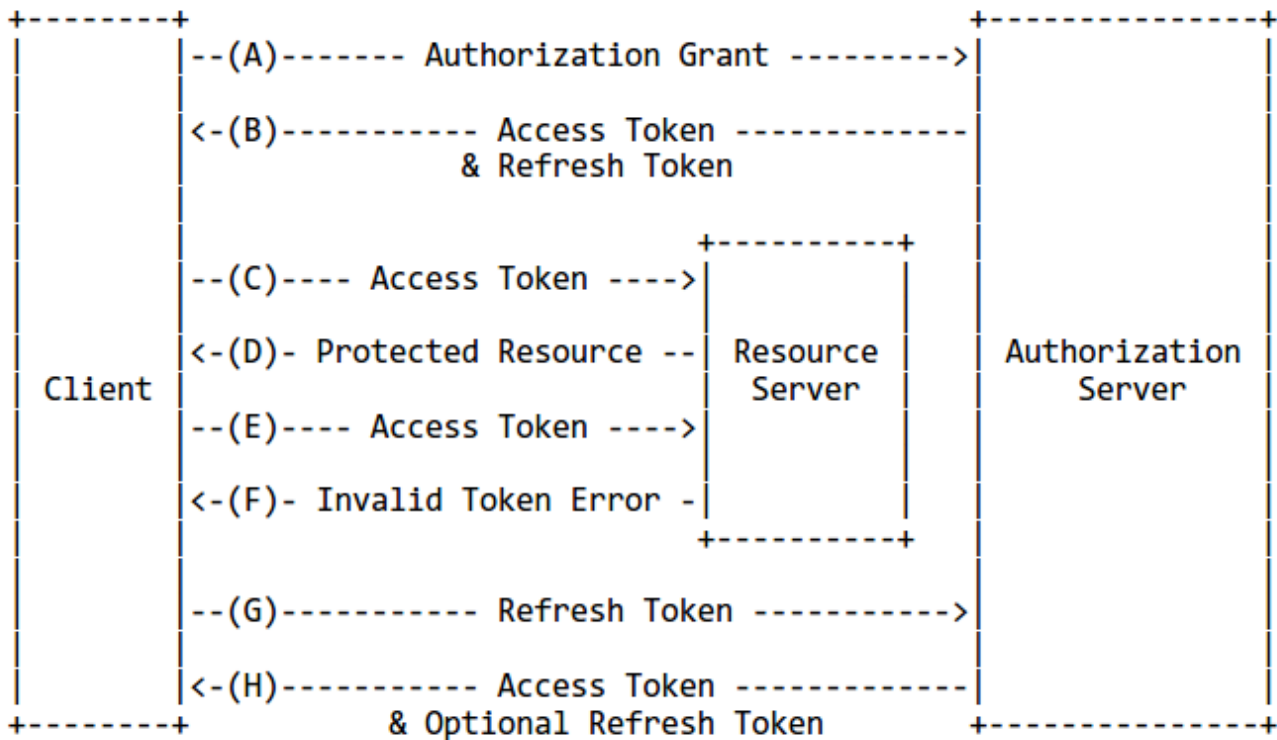 +--------+                                           +---------------+
|        |--(A)------- Authorization Grant --------->|               |
|        |                                           |               |
|        |<-(B)----------- Access Token -------------|               |
|        |               & Refresh Token             |               |
|        |                                           |               |
|        |                            +----------+   |               |
|        |--(C)---- Access Token ---->|          |   |               |
|        |                            |          |   |               |
|        |<-(D)- Protected Resource --| Resource |   | Authorization |
| Client |                            |  Server  |   |     Server    |
|        |--(E)---- Access Token ---->|          |   |               |
|        |                            |          |   |               |
|        |<-(F)- Invalid Token Error -|          |   |               |
|        |                            +----------+   |               |
|        |                                           |               |
|        |--(G)----------- Refresh Token ----------->|               |
|        |                                           |               |
|        |<-(H)----------- Access Token -------------|               |
+--------+           & Optional Refresh Token        +---------------+